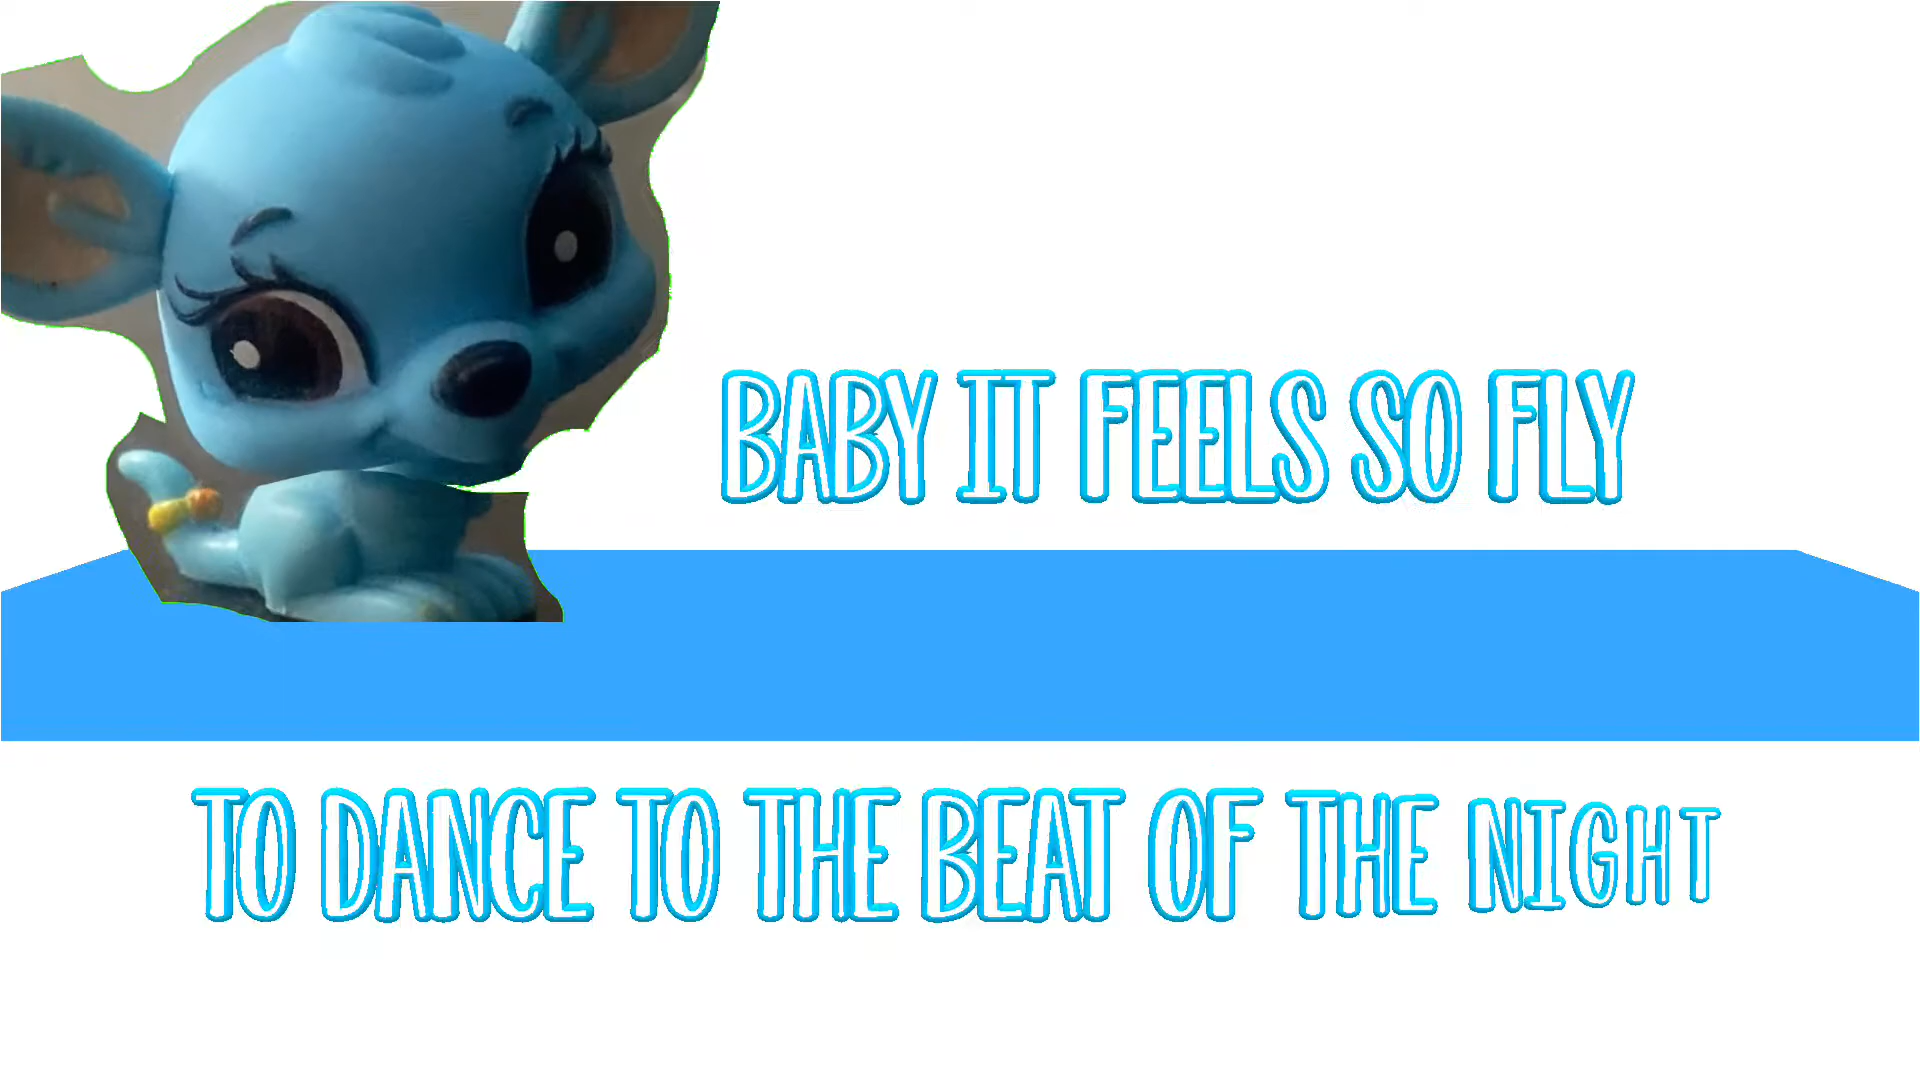 BABY IT FEELS SO FLY
TO DANCE TO THE BEAT OF THE NIGHT